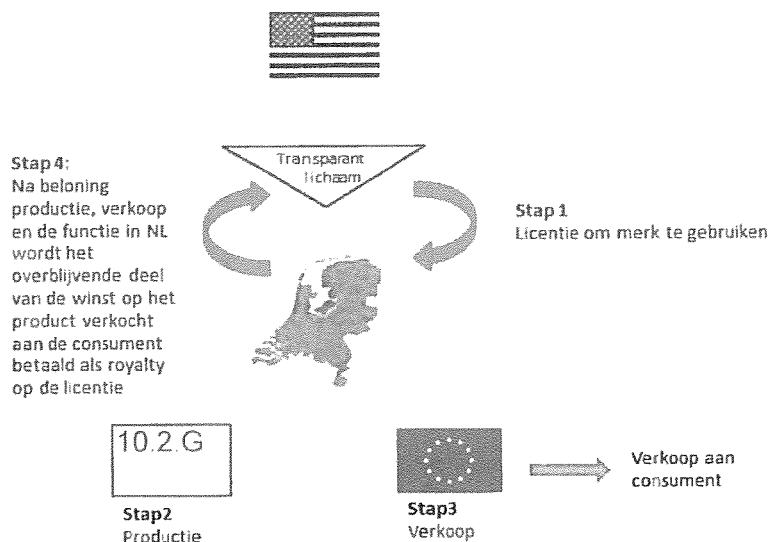 Transparant
lichaam
Stap 4:
Na beloning
productie, verkoop
en de functie in NL
wordt het
overblijvende deel
van de winst op het
product verkocht
aan de consument
betaald als royalty
op de licentie
Stap 1
Licentie om merk te gebruiken
10.2.G
Stap2
Productie
Stap3
Verkoop
Verkoop aan
consument